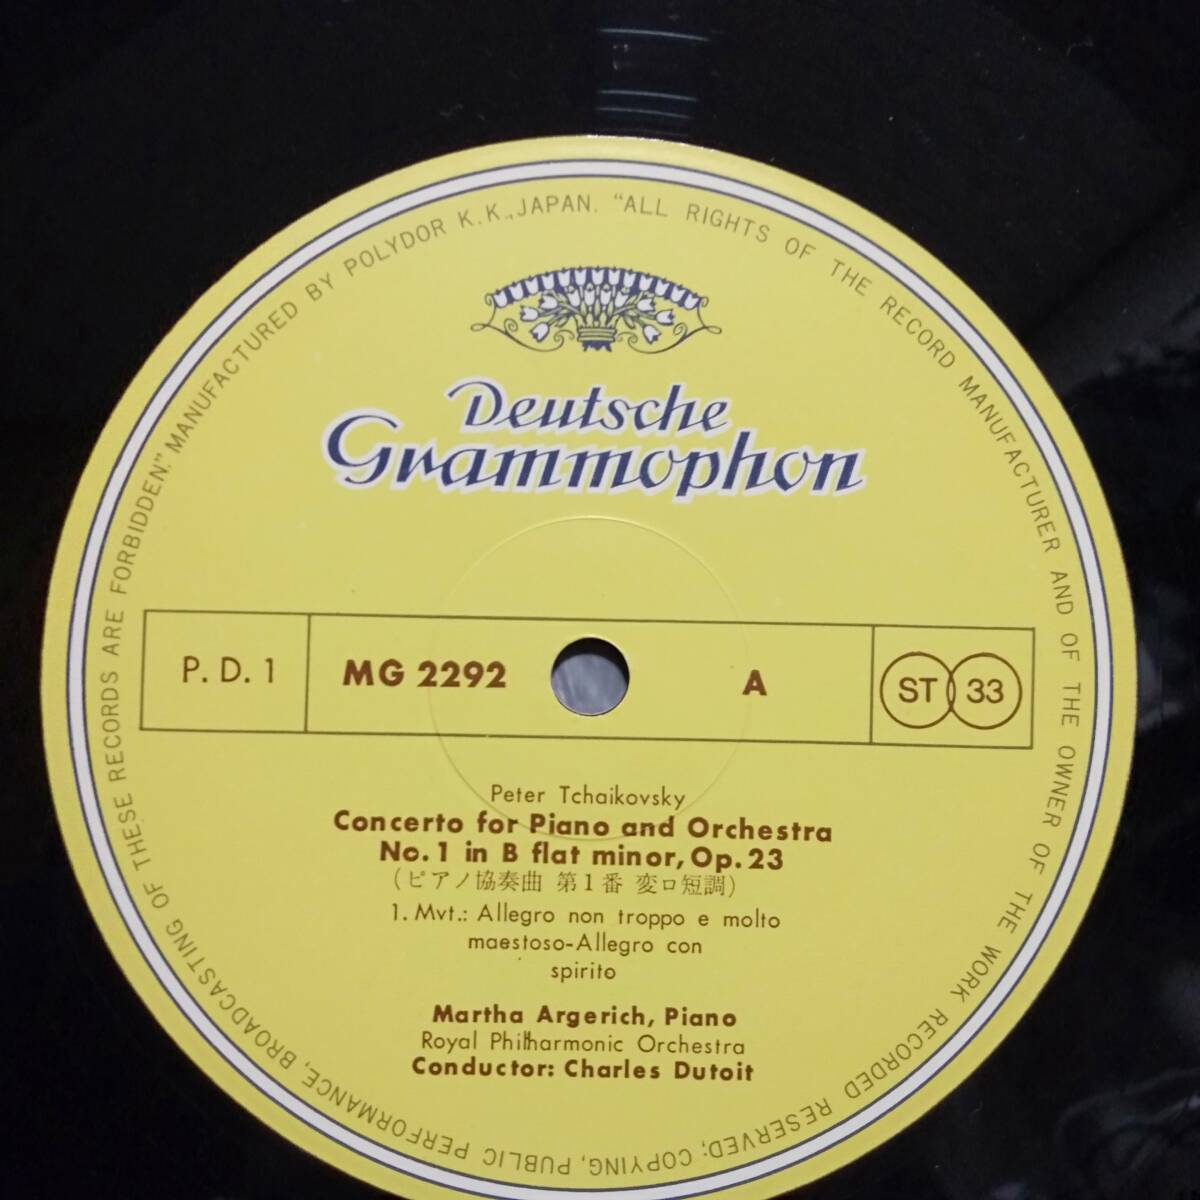 MANUFACTURED BY POLYDOR K.K., JAPAN. "ALL RIGHTS OF THE RECORD MANUFACTURER AND OF THE OWNER OF THE WORK RECORDED RESERVED; COPYING, PUBLIC PERFORMANCE, BROADCASTING OF THESE RECORDS ARE FORBIDDEN."
Deutsche
Grammophon
P. D. 1 MG 2292 A ST 33
Peter Tchaikovsky
Concerto for Piano and Orchestra
No. 1 in B flat minor, Op. 23
(ピアノ協奏曲 第1番 変ロ短調)
1. Mvt.: Allegro non troppo e molto
maestoso-Allegro con
spirito
Martha Argerich, Piano
Royal Philharmonic Orchestra
Conductor: Charles Dutoit